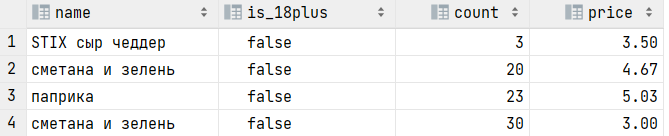 name is_18plus count price
1 STIX сыр чеддер false 3 3.50
2 сметана и зелень false 20 4.67
3 паприка false 23 5.03
4 сметана и зелень false 30 3.00